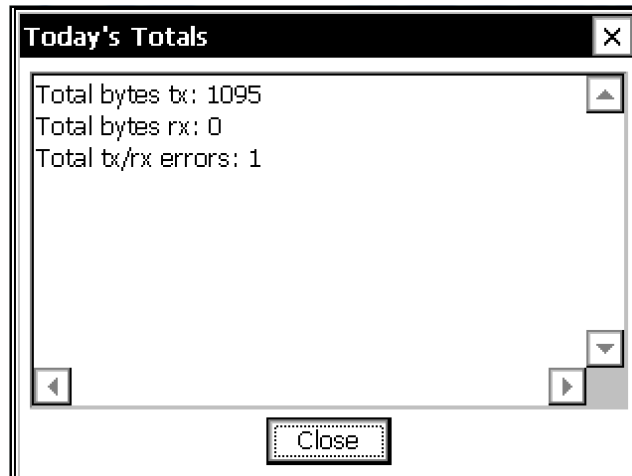 Today's Totals
Total bytes tx: 1095
Total bytes rx: 0
Total tx/rx errors: 1
Close